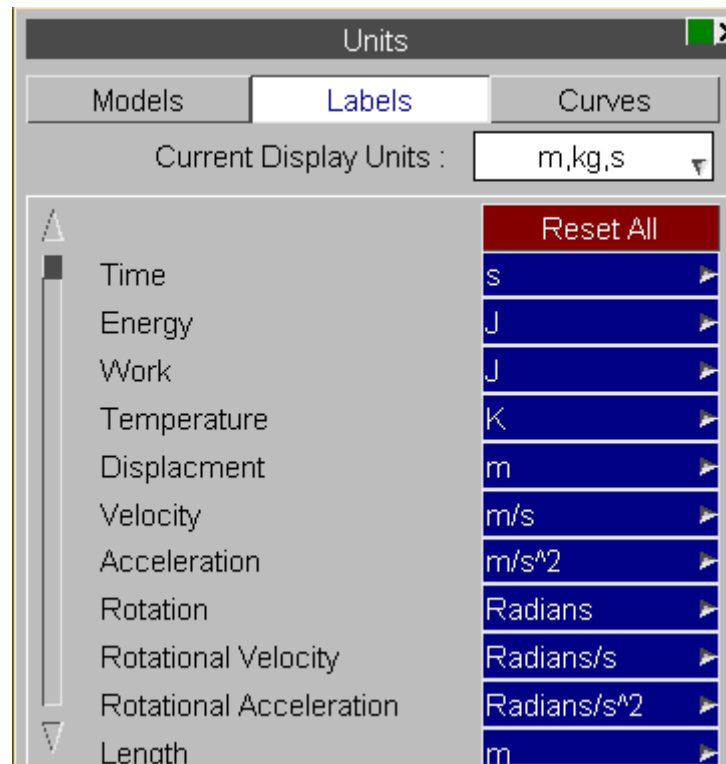 Units
Models Labels Curves
Current Display Units : m,kg,s
Reset All
Time s
Energy J
Work J
Temperature K
Displacment m
Velocity m/s
Acceleration m/s^2
Rotation Radians
Rotational Velocity Radians/s
Rotational Acceleration Radians/s^2
Length m